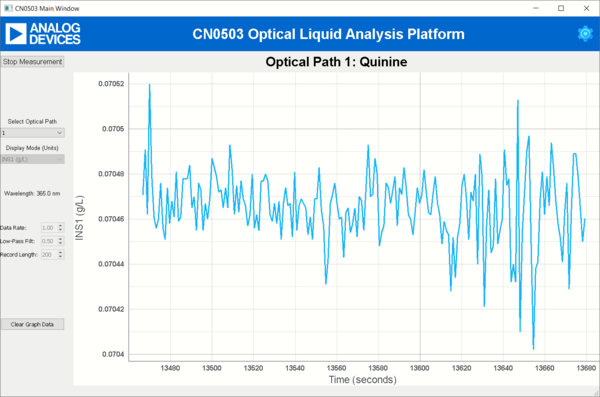 CN0503 Main Window
ANALOG
DEVICES
CN0503 Optical Liquid Analysis Platform
Stop Measurement
Optical Path 1: Quinine
Select Optical Path
1
Display Mode (Units)
INS1 (g/L)
Wavelength: 365.0 nm
Data Rate: 1.00
Low-Pass Filt: 0.50
Record Length: 200
Clear Graph Data
INS1 (g/L)
0.07052
0.0705
0.07048
0.07046
0.07044
0.07042
0.0704
13480 13500 13520 13540 13560 13580 13600 13620 13640 13660 13680
Time (seconds)